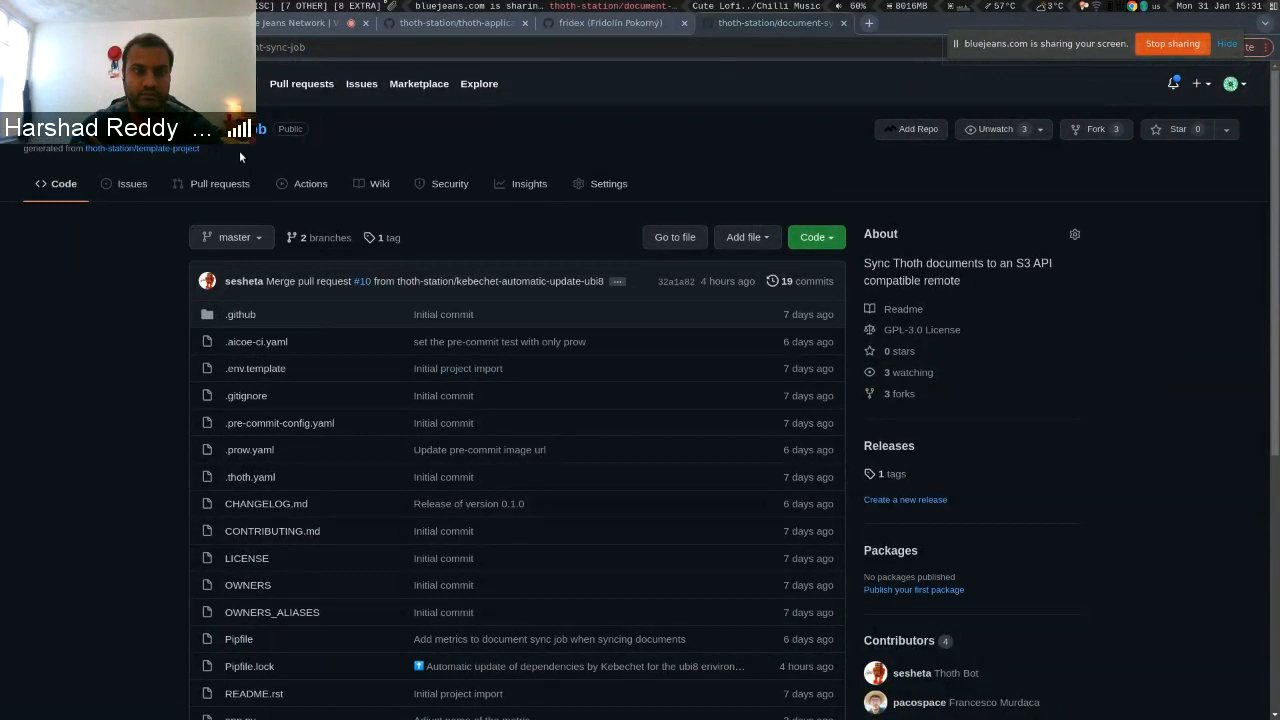 [SC] [7 OTHER] [8 EXTRA]
bluejeans.com is sharin...
thoth-station/document-...
Cute Lofi../Chilli Music
60%
8016MB
57°C
3°C
us
Mon 31 Jan 15:31
e Jeans Network | V
thoth-station/thoth-applica
fridex (Fridolín Pokorný)
thoth-station/document-sy
nt-sync-job
bluejeans.com is sharing your screen.
Stop sharing
Hide
te
Pull requests
Issues
Marketplace
Explore
Harshad Reddy ...
ob
Public
generated from thoth-station/template-project
Add Repo
Unwatch 3
Fork 3
Star 0
Code
Issues
Pull requests
Actions
Wiki
Security
Insights
Settings
master
2 branches
1 tag
Go to file
Add file
Code
sesheta Merge pull request #10 from thoth-station/kebechet-automatic-update-ubi8 ... 32a1a82 4 hours ago 19 commits
.github Initial commit 7 days ago
.aicoe-ci.yaml set the pre-commit test with only prow 6 days ago
.env.template Initial project import 7 days ago
.gitignore Initial commit 7 days ago
.pre-commit-config.yaml Initial commit 7 days ago
.prow.yaml Update pre-commit image url 6 days ago
.thoth.yaml Initial commit 7 days ago
CHANGELOG.md Release of version 0.1.0 6 days ago
CONTRIBUTING.md Initial commit 7 days ago
LICENSE Initial commit 7 days ago
OWNERS Initial commit 7 days ago
OWNERS_ALIASES Initial commit 7 days ago
Pipfile Add metrics to document sync job when syncing documents 6 days ago
Pipfile.lock Automatic update of dependencies by Kebechet for the ubi8 environ... 4 hours ago
README.rst Initial project import 7 days ago
About
Sync Thoth documents to an S3 API
compatible remote
Readme
GPL-3.0 License
0 stars
3 watching
3 forks
Releases
1 tags
Create a new release
Packages
No packages published
Publish your first package
Contributors 4
sesheta Thoth Bot
pacospace Francesco Murdaca